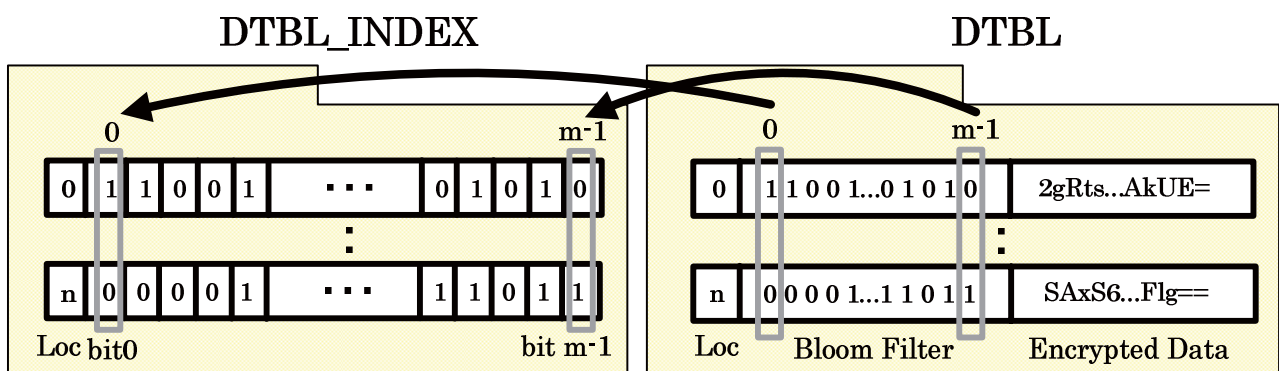 DTBL_INDEX
0 m-1
0 1 1 0 0 1 ··· 0 1 0 1 0
⋮
n 0 0 0 0 1 ··· 1 1 0 1 1
Loc bit0 bit m-1
DTBL
0 m-1
0 1 1 0 0 1...0 1 0 1 0 2gRts...AkUE=
⋮
n 0 0 0 0 1...1 1 0 1 1 SAxS6...Flg==
Loc Bloom Filter Encrypted Data